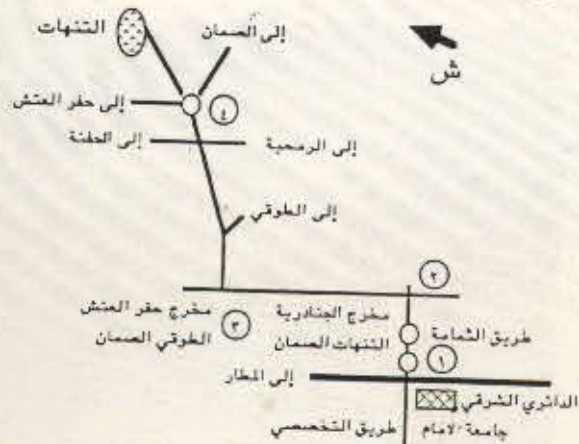 التنهات
إلى الصمان
ش
إلى حفر العتش
٤
إلى الحفنة
إلى الرمحية
إلى الطوقي
٢
مخرج حفر العتش
٣
الطوقي الصمان
مخرج الجنادرية
التنهات الصمان
طريق الثمامة
١
إلى المطار
الدائري الشرقي
جامعة الامام
طريق التخصصي